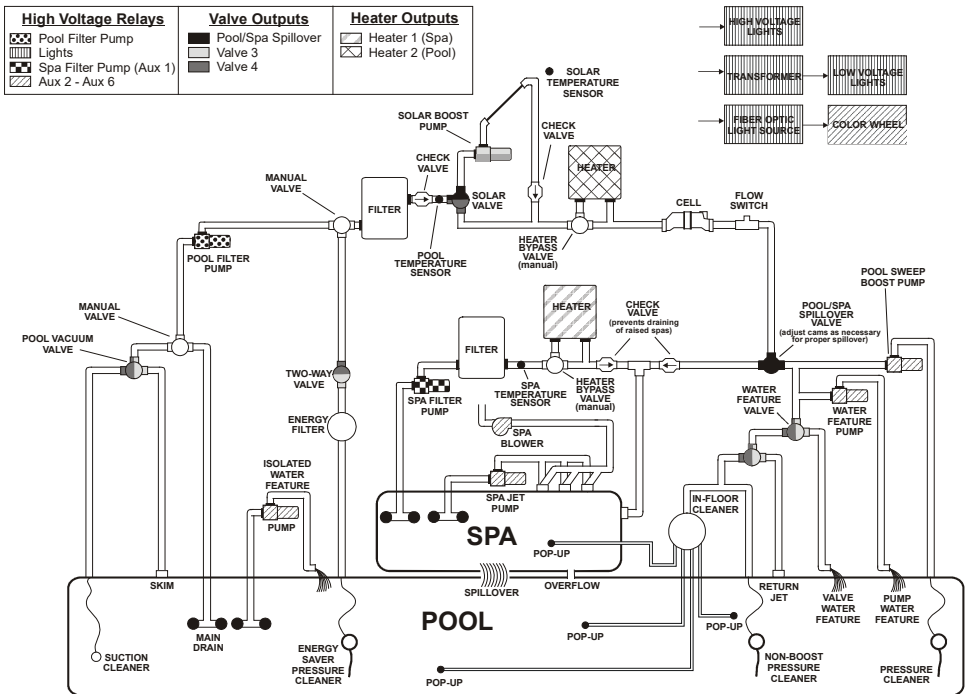 High Voltage Relays
Pool Filter Pump
Lights
Spa Filter Pump (Aux 1)
Aux 2 - Aux 6
Valve Outputs
Pool/Spa Spillover
Valve 3
Valve 4
Heater Outputs
Heater 1 (Spa)
Heater 2 (Pool)
HIGH VOLTAGE
LIGHTS
TRANSFORMER
LOW VOLTAGE
LIGHTS
FIBER OPTIC
LIGHT SOURCE
COLOR WHEEL
SOLAR
TEMPERATURE
SENSOR
SOLAR BOOST
PUMP
CHECK
VALVE
CHECK
VALVE
MANUAL
VALVE
FILTER
SOLAR
VALVE
HEATER
CELL
FLOW
SWITCH
POOL FILTER
PUMP
POOL
TEMPERATURE
SENSOR
HEATER
BYPASS
VALVE
(manual)
POOL SWEEP
BOOST PUMP
MANUAL
VALVE
POOL VACUUM
VALVE
HEATER
CHECK
VALVE
(prevents draining
of raised spas)
POOL/SPA
SPILLOVER
VALVE
(adjust cams as necessary
for proper spillover)
FILTER
TWO-WAY
VALVE
SPA FILTER
PUMP
SPA
TEMPERATURE
SENSOR
HEATER
BYPASS
VALVE
(manual)
WATER
FEATURE
VALVE
WATER
FEATURE
PUMP
ENERGY
FILTER
SPA
BLOWER
ISOLATED
WATER
FEATURE
PUMP
SPA JET
PUMP
IN-FLOOR
CLEANER
SPA
POP-UP
SKIM
SPILLOVER
OVERFLOW
RETURN
JET
VALVE
WATER
FEATURE
PUMP
WATER
FEATURE
POOL
MAIN
DRAIN
POP-UP
POP-UP
SUCTION
CLEANER
ENERGY
SAVER
PRESSURE
CLEANER
POP-UP
NON-BOOST
PRESSURE
CLEANER
PRESSURE
CLEANER